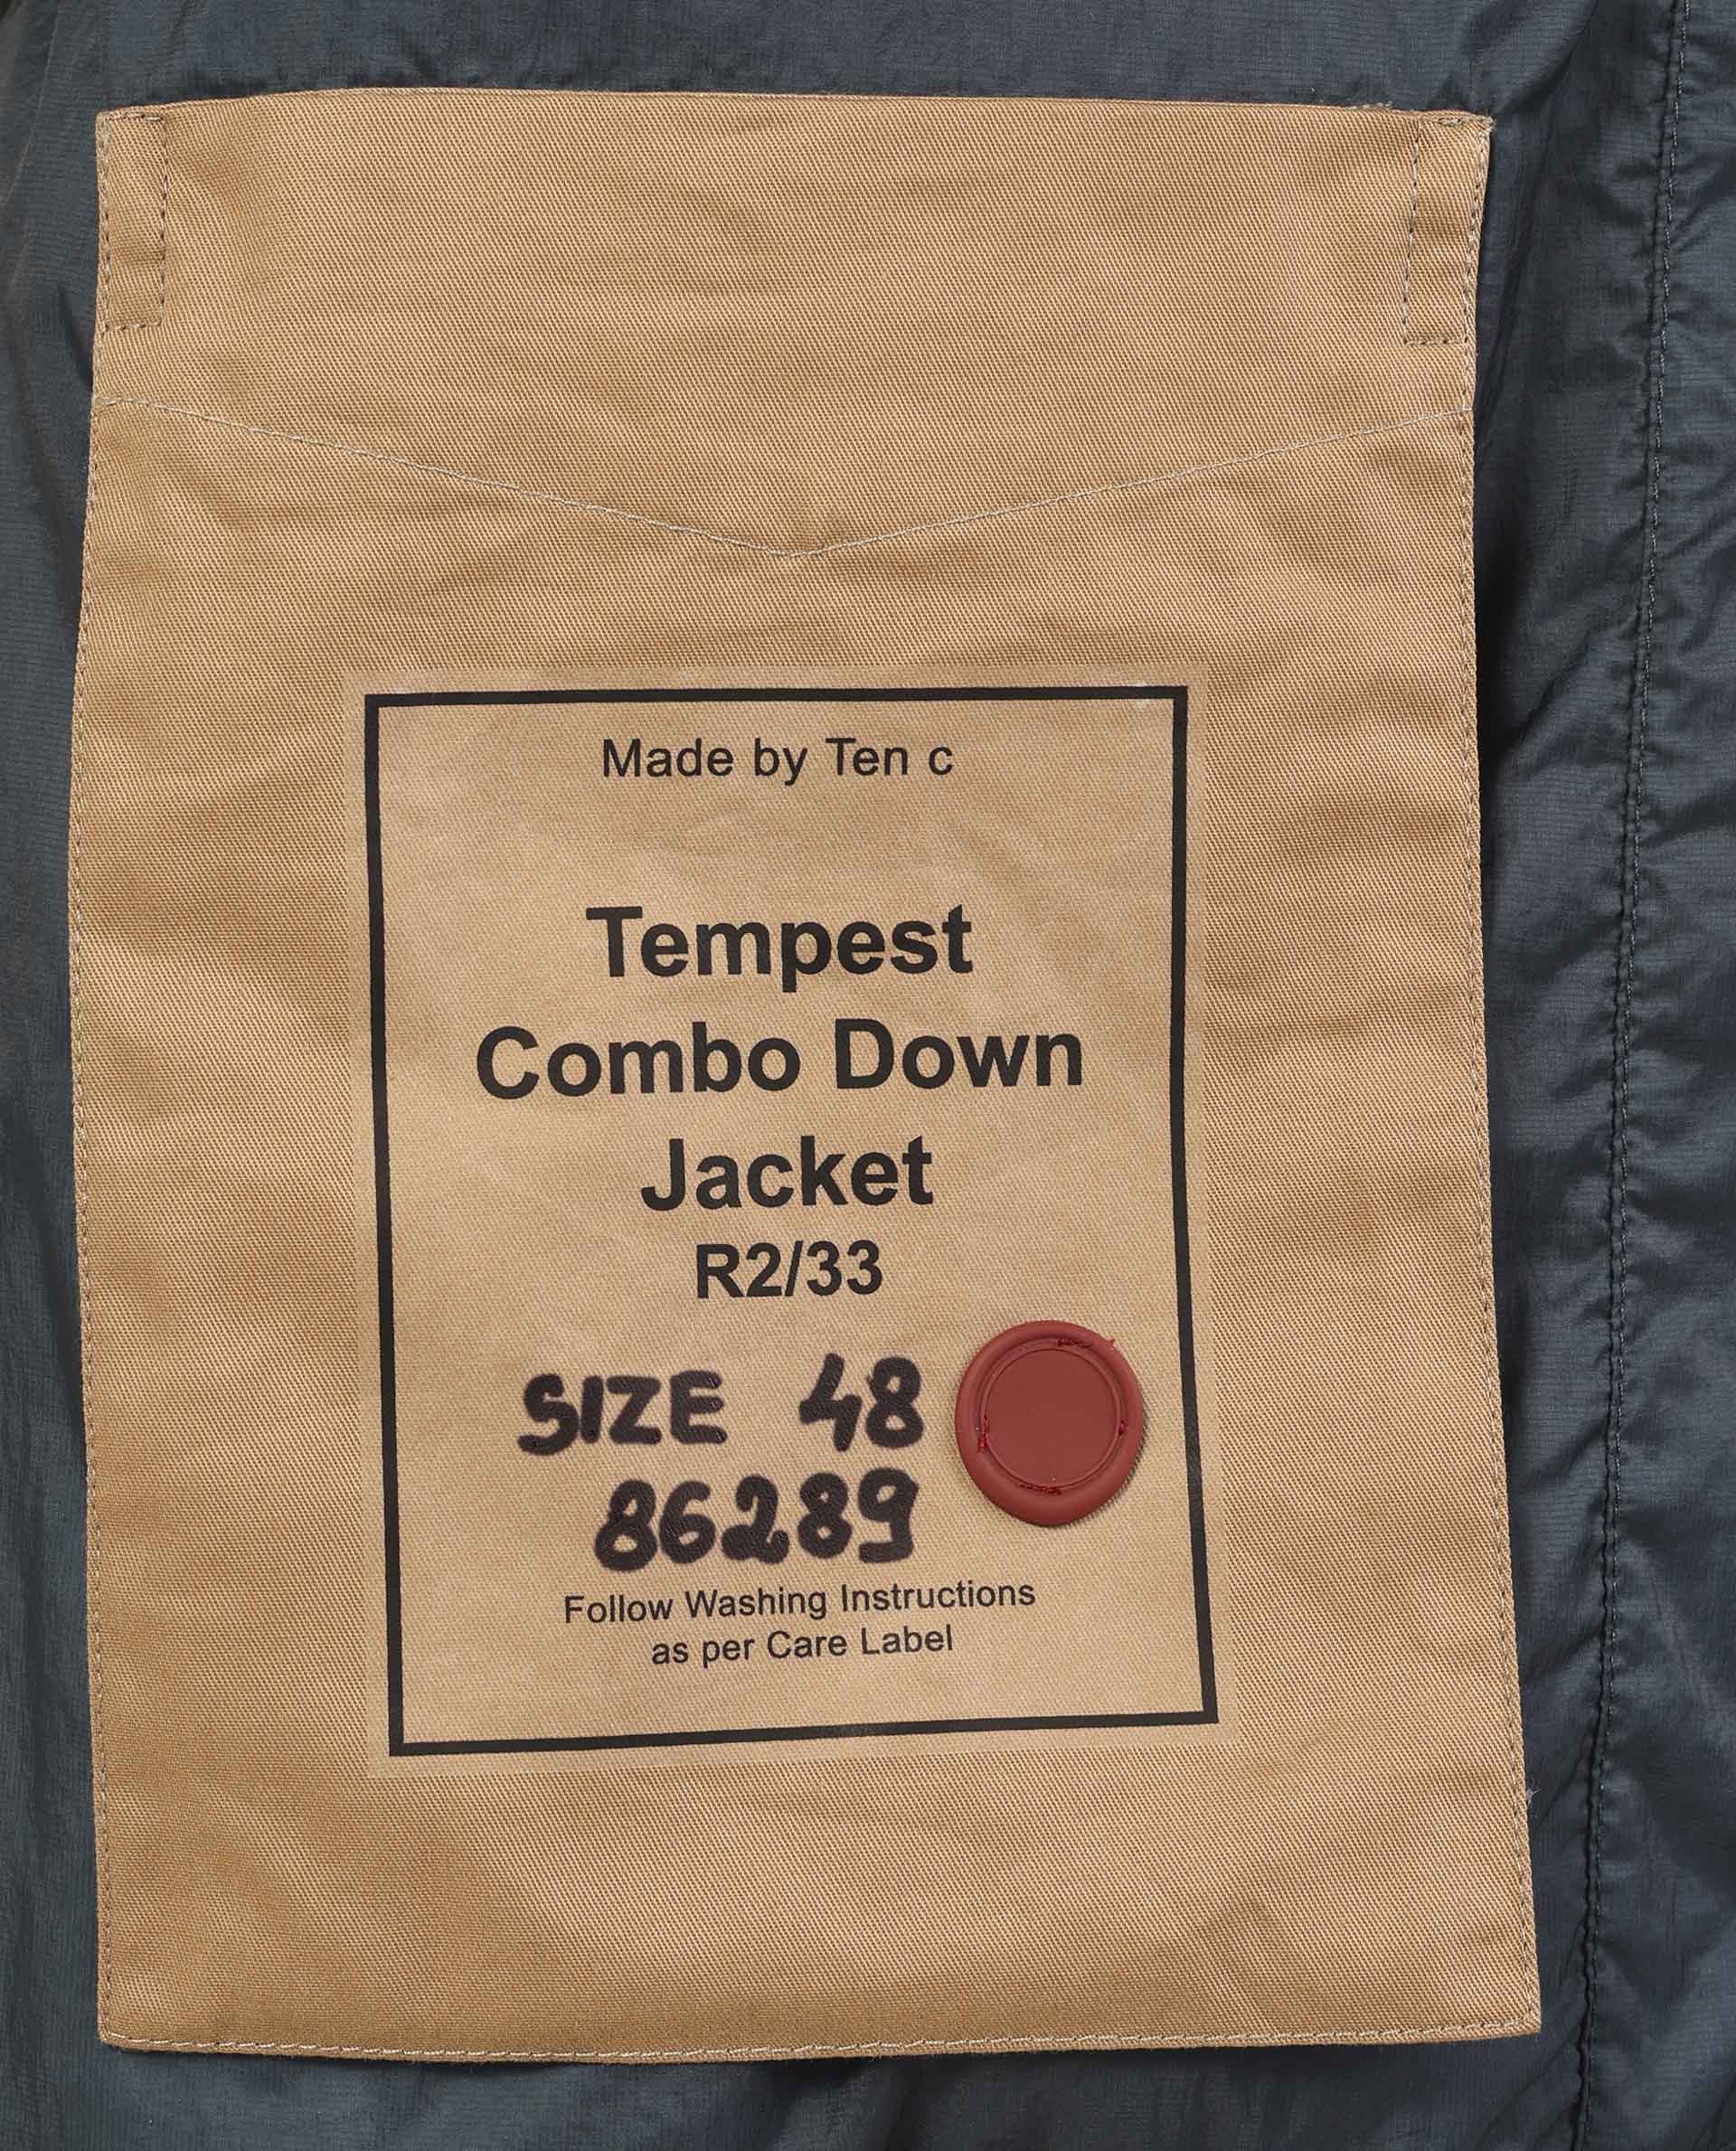 Made by Ten c
Tempest
Combo Down
Jacket
R2/33
SIZE 48
86289
Follow Washing Instructions
as per Care Label